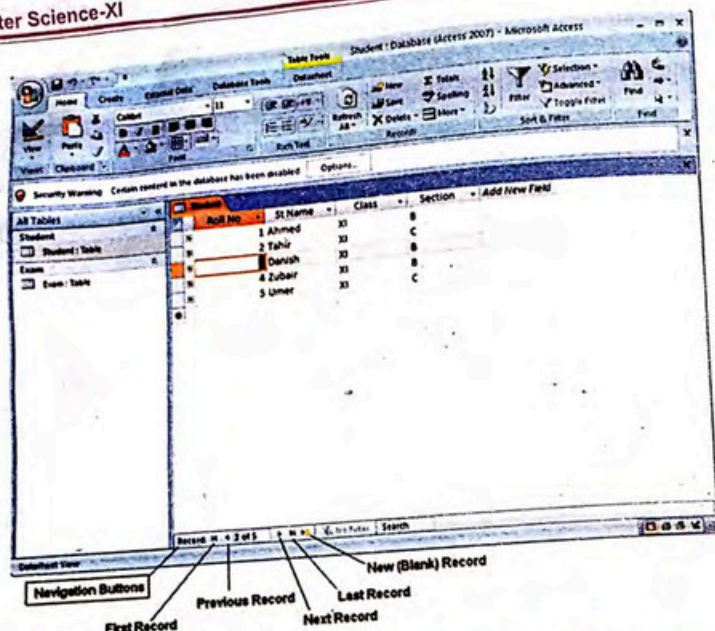 ter Science-XI
Table Tools
Student : Database (Access 2007) - Microsoft Access
Home
Create
External Data
Database Tools
Datasheet
View
Paste
Calibri
11
Refresh All
New
Save
Delete
Totals
Spelling
More
Filter
Selection
Advanced
Toggle Filter
Find
Views
Clipboard
Font
Rich Text
Records
Sort & Filter
Find
Security Warning Certain content in the database has been disabled
Options...
All Tables
Student
Student : Table
Exam
Exam : Table
Student
Roll No St Name Class Section Add New Field
1 Ahmed XI B
2 Tahir XI C
Danish XI B
4 Zubair XI B
5 Umer XI C
Record: 3 of 5 No Filter Search
Datasheet View
Navigation Buttons
First Record
Previous Record
Next Record
Last Record
New (Blank) Record